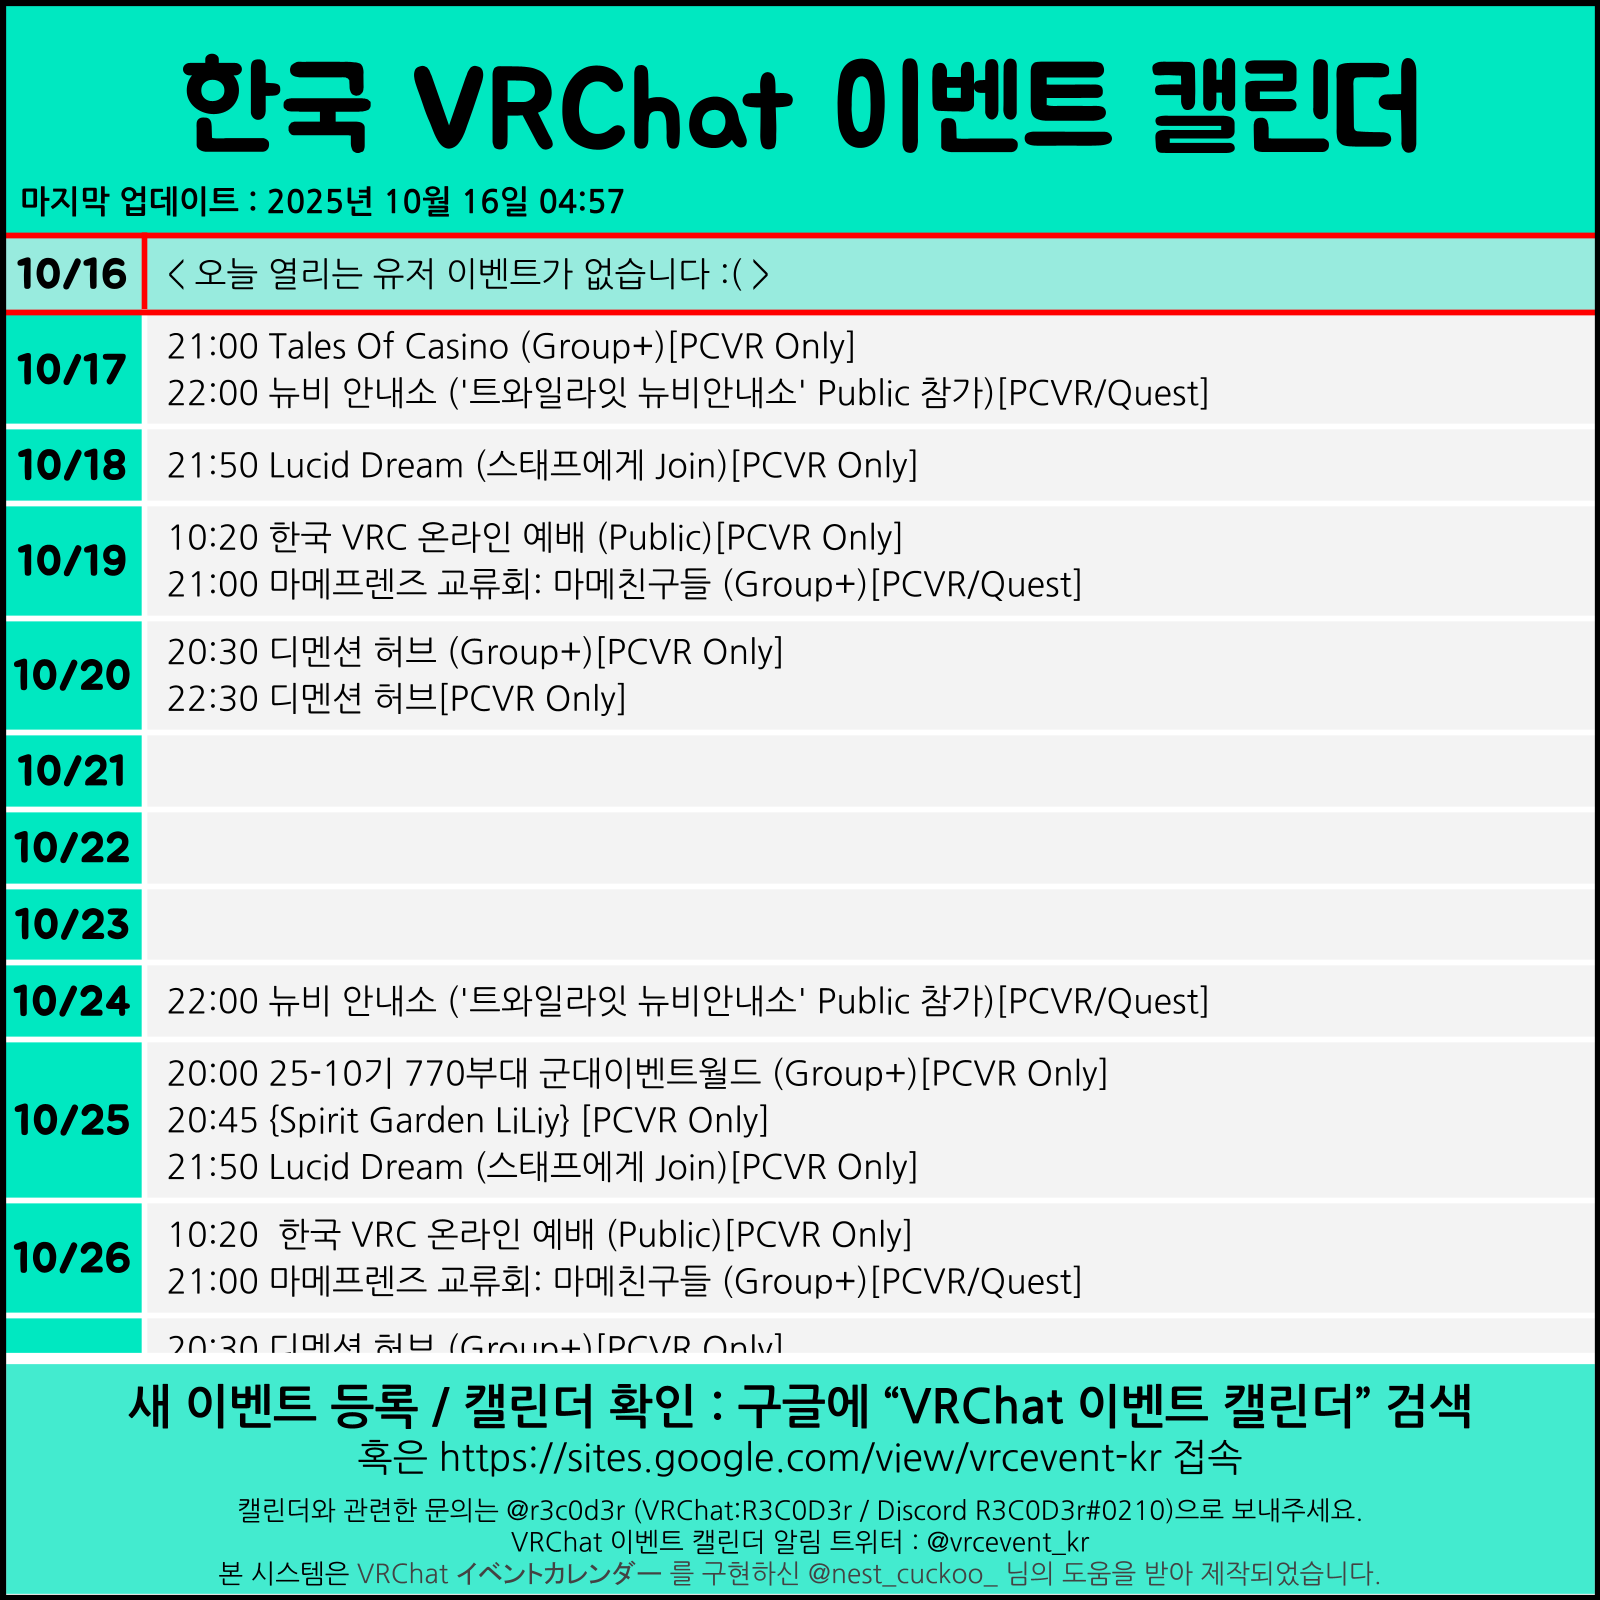 한국 VRChat 이벤트 캘린더
마지막 업데이트 : 2025년 10월 16일 04:57
10/16
< 오늘 열리는 유저 이벤트가 없습니다 :( >
10/17
21:00 Tales Of Casino (Group+)[PCVR Only]
22:00 뉴비 안내소 ('트와일라잇 뉴비안내소' Public 참가)[PCVR/Quest]
10/18
21:50 Lucid Dream (스태프에게 Join)[PCVR Only]
10/19
10:20 한국 VRC 온라인 예배 (Public)[PCVR Only]
21:00 마메프렌즈 교류회: 마메친구들 (Group+)[PCVR/Quest]
10/20
20:30 디멘션 허브 (Group+)[PCVR Only]
22:30 디멘션 허브[PCVR Only]
10/21
10/22
10/23
10/24
22:00 뉴비 안내소 ('트와일라잇 뉴비안내소' Public 참가)[PCVR/Quest]
10/25
20:00 25-10기 770부대 군대이벤트월드 (Group+)[PCVR Only]
20:45 {Spirit Garden LiLiy} [PCVR Only]
21:50 Lucid Dream (스태프에게 Join)[PCVR Only]
10/26
10:20  한국 VRC 온라인 예배 (Public)[PCVR Only]
21:00 마메프렌즈 교류회: 마메친구들 (Group+)[PCVR/Quest]
20:30 디멘션 허브 (Group+)[PCVR Only]
새 이벤트 등록 / 캘린더 확인 : 구글에 “VRChat 이벤트 캘린더” 검색
혹은 https://sites.google.com/view/vrcevent-kr 접속
캘린더와 관련한 문의는 @r3c0d3r (VRChat:R3C0D3r / Discord R3C0D3r#0210)으로 보내주세요.
VRChat 이벤트 캘린더 알림 트위터 : @vrcevent_kr
본 시스템은 VRChat イベントカレンダー 를 구현하신 @nest_cuckoo_ 님의 도움을 받아 제작되었습니다.